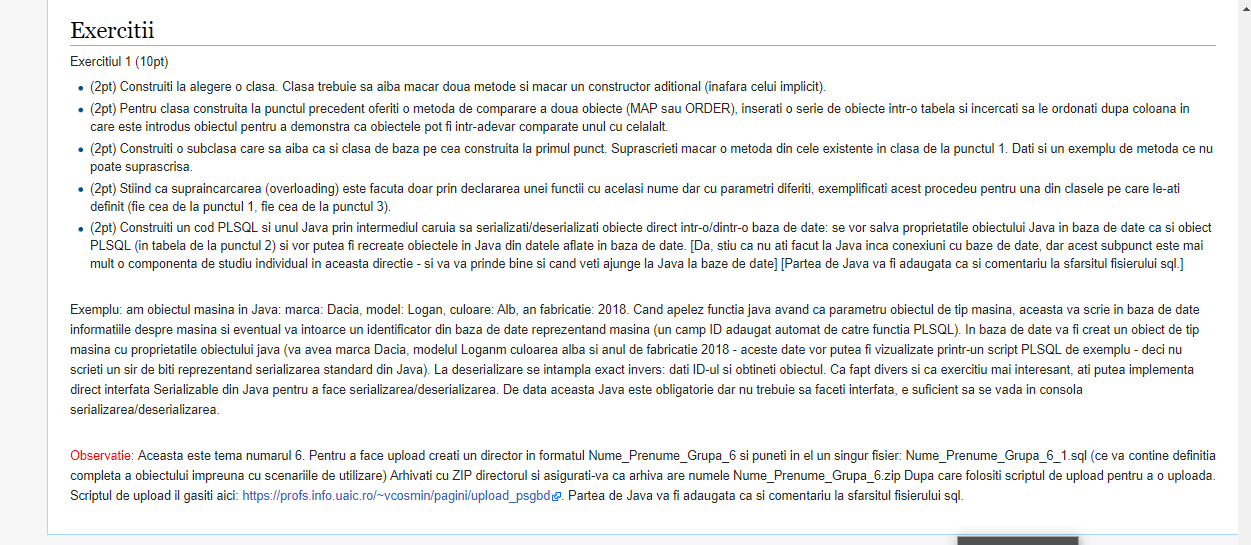 Exercitii
Exercitiul 1 (10pt)
(2pt) Construiti la alegere o clasa. Clasa trebuie sa aiba macar doua metode si macar un constructor aditional (inafara celui implicit).
(2pt) Pentru clasa construita la punctul precedent oferiti o metoda de comparare a doua obiecte (MAP sau ORDER), inserati o serie de obiecte intr-o tabela si incercati sa le ordonati dupa coloana in
care este introdus obiectul pentru a demonstra ca obiectele pot fi intr-adevar comparate unul cu celalalt.
(2pt) Construiti o subclasa care sa aiba ca si clasa de baza pe cea construita la primul punct. Suprascrieti macar o metoda din cele existente in clasa de la punctul 1. Dati si un exemplu de metoda ce nu
poate suprascrisa.
(2pt) Stiind ca supraincarcarea (overloading) este facuta doar prin declararea unei functii cu acelasi nume dar cu parametri diferiti, exemplificati acest procedeu pentru una din clasele pe care le-ati
definit (fie cea de la punctul 1, fie cea de la punctul 3).
(2pt) Construiti un cod PLSQL si unul Java prin intermediul caruia sa serializati/deserializati obiecte direct intr-o/dintr-o baza de date: se vor salva proprietatile obiectului Java in baza de date ca si obiect
PLSQL (in tabela de la punctul 2) si vor putea fi recreate obiectele in Java din datele aflate in baza de date. [Da, stiu ca nu ati facut la Java inca conexiuni cu baze de date, dar acest subpunct este mai
mult o componenta de studiu individual in aceasta directie - si va va prinde bine si cand veti ajunge la Java la baze de date] [Partea de Java va fi adaugata ca si comentariu la sfarsitul fisierului sql.]
Exemplu: am obiectul masina in Java: marca: Dacia, model: Logan, culoare: Alb, an fabricatie: 2018. Cand apelez functia java avand ca parametru obiectul de tip masina, aceasta va scrie in baza de date
informatiile despre masina si eventual va intoarce un identificator din baza de date reprezentand masina (un camp ID adaugat automat de catre functia PLSQL). In baza de date va fi creat un obiect de tip
masina cu proprietatile obiectului java (va avea marca Dacia, modelul Loganm culoarea alba si anul de fabricatie 2018 - aceste date vor putea fi vizualizate printr-un script PLSQL de exemplu - deci nu
scrieti un sir de biti reprezentand serializarea standard din Java). La deserializare se intampla exact invers: dati ID-ul si obtineti obiectul. Ca fapt divers si ca exercitiu mai interesant, ati putea implementa
direct interfata Serializable din Java pentru a face serializarea/deserializarea. De data aceasta Java este obligatorie dar nu trebuie sa faceti interfata, e suficient sa se vada in consola
serializarea/deserializarea.
Observatie: Aceasta este tema numarul 6. Pentru a face upload creati un director in formatul Nume_Prenume_Grupa_6 si puneti in el un singur fisier: Nume_Prenume_Grupa_6_1.sql (ce va contine definitia
completa a obiectului impreuna cu scenariile de utilizare) Arhivati cu ZIP directorul si asigurati-va ca arhiva are numele Nume_Prenume_Grupa_6.zip Dupa care folositi scriptul de upload pentru a o uploada.
Scriptul de upload il gasiti aici: https://profs.info.uaic.ro/~vcosmin/pagini/upload_psgbd. Partea de Java va fi adaugata ca si comentariu la sfarsitul fisierului sql.